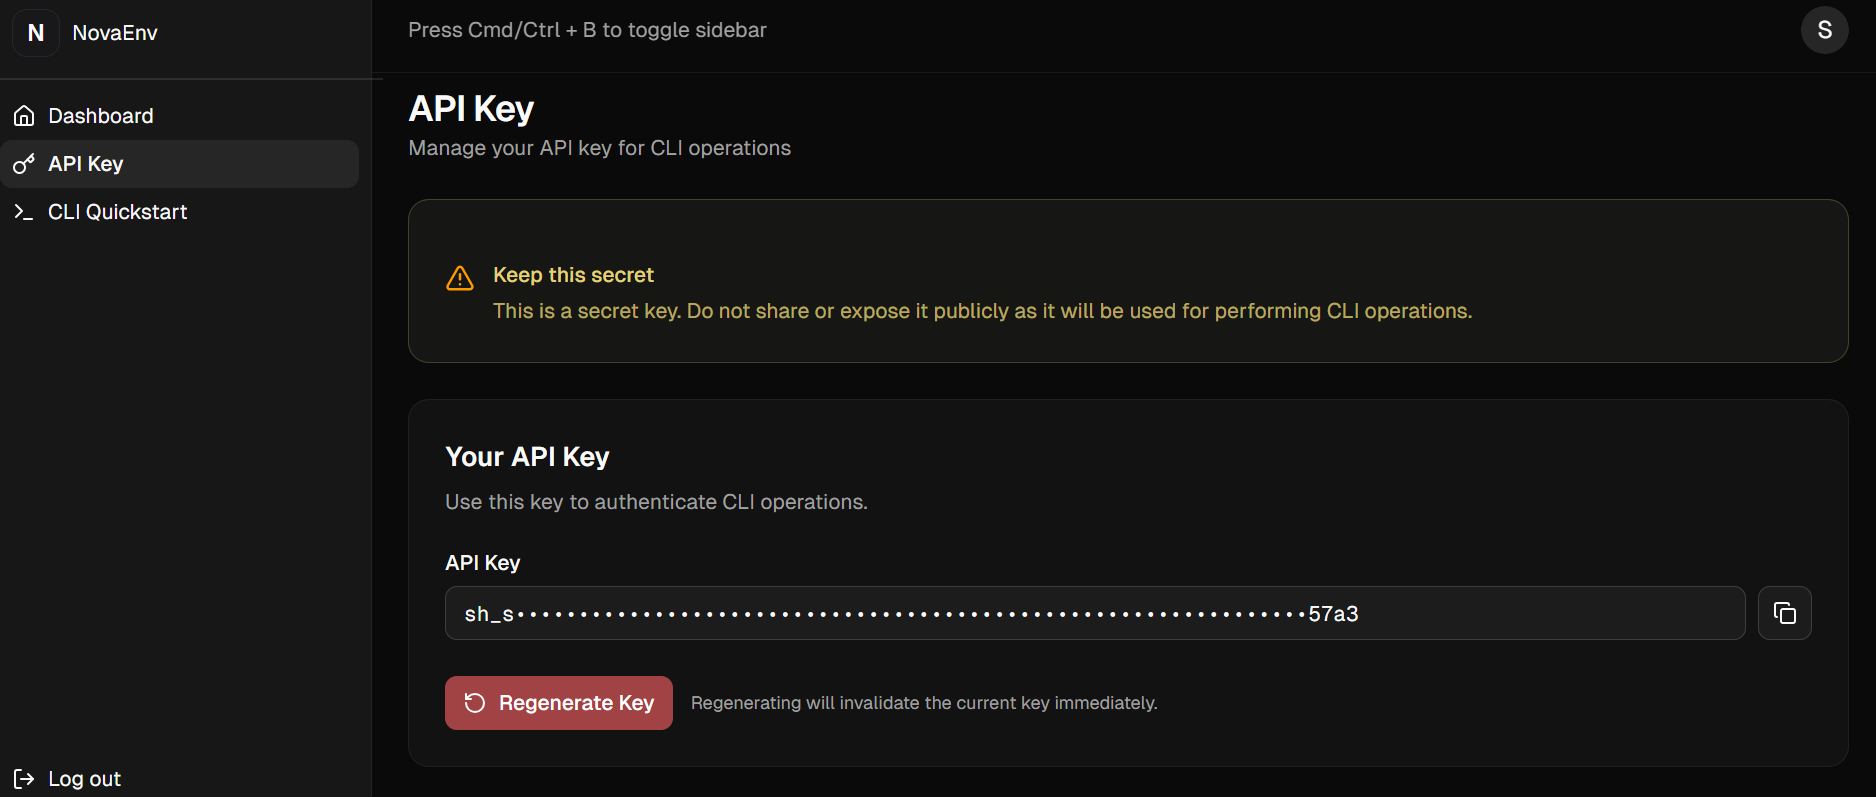 N NovaEnv
Press Cmd/Ctrl + B to toggle sidebar
S
Dashboard
API Key
CLI Quickstart
Log out
API Key
Manage your API key for CLI operations
Keep this secret
This is a secret key. Do not share or expose it publicly as it will be used for performing CLI operations.
Your API Key
Use this key to authenticate CLI operations.
API Key
sh_s•••••••••••••••••••••••••••••••••••••••••••••••••••••••••••••••57a3
Regenerate Key
Regenerating will invalidate the current key immediately.